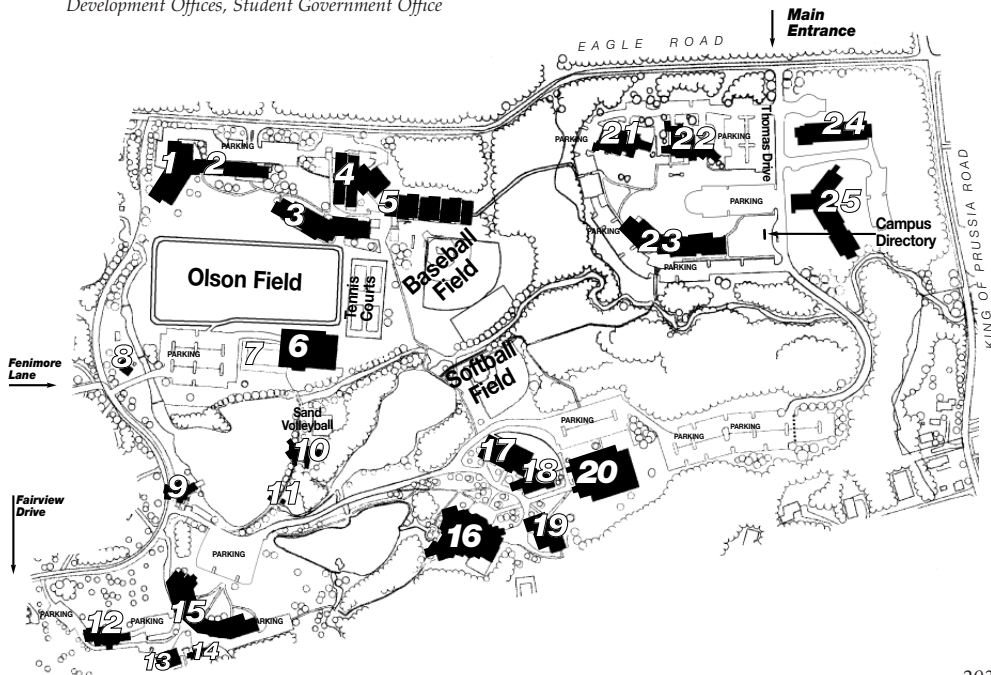 Development Offices, Student Government Office
Main
Entrance
EAGLE ROAD
Thomas Drive
KING OF PRUSSIA ROAD
PARKING
PARKING
21
22
PARKING
24
1
2
PARKING
4
5
3
25
PARKING
23
PARKING
PARKING
Campus
Directory
Olson Field
Tennis
Courts
Baseball
Field
Softball
Field
Fenimore
Lane
8
PARKING
7
6
Sand
Volleyball
10
11
9
PARKING
PARKING
PARKING
17
18
20
19
16
Fairview
Drive
PARKING
PARKING
12
PARKING
15
PARKING
13
14